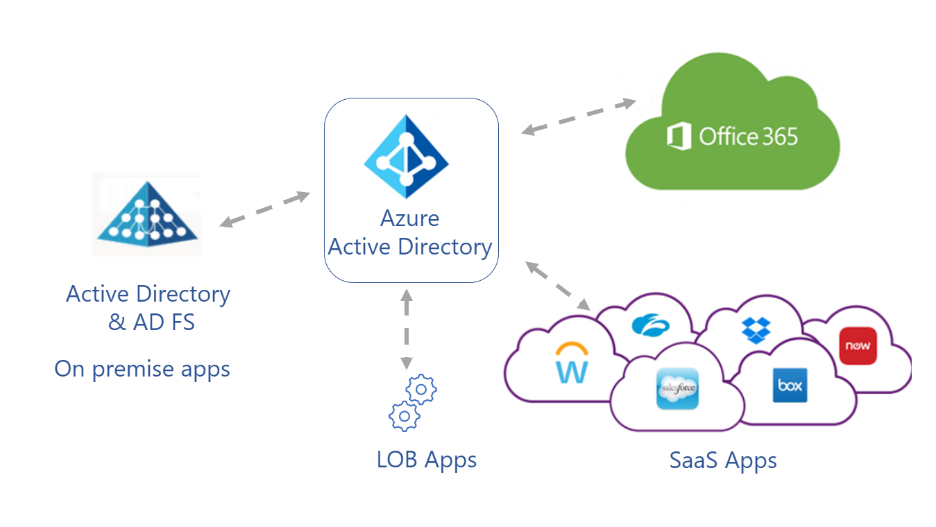 Office 365
Azure
Active Directory
Active Directory
& AD FS
On premise apps
W
now
salesforce
box
LOB Apps
SaaS Apps